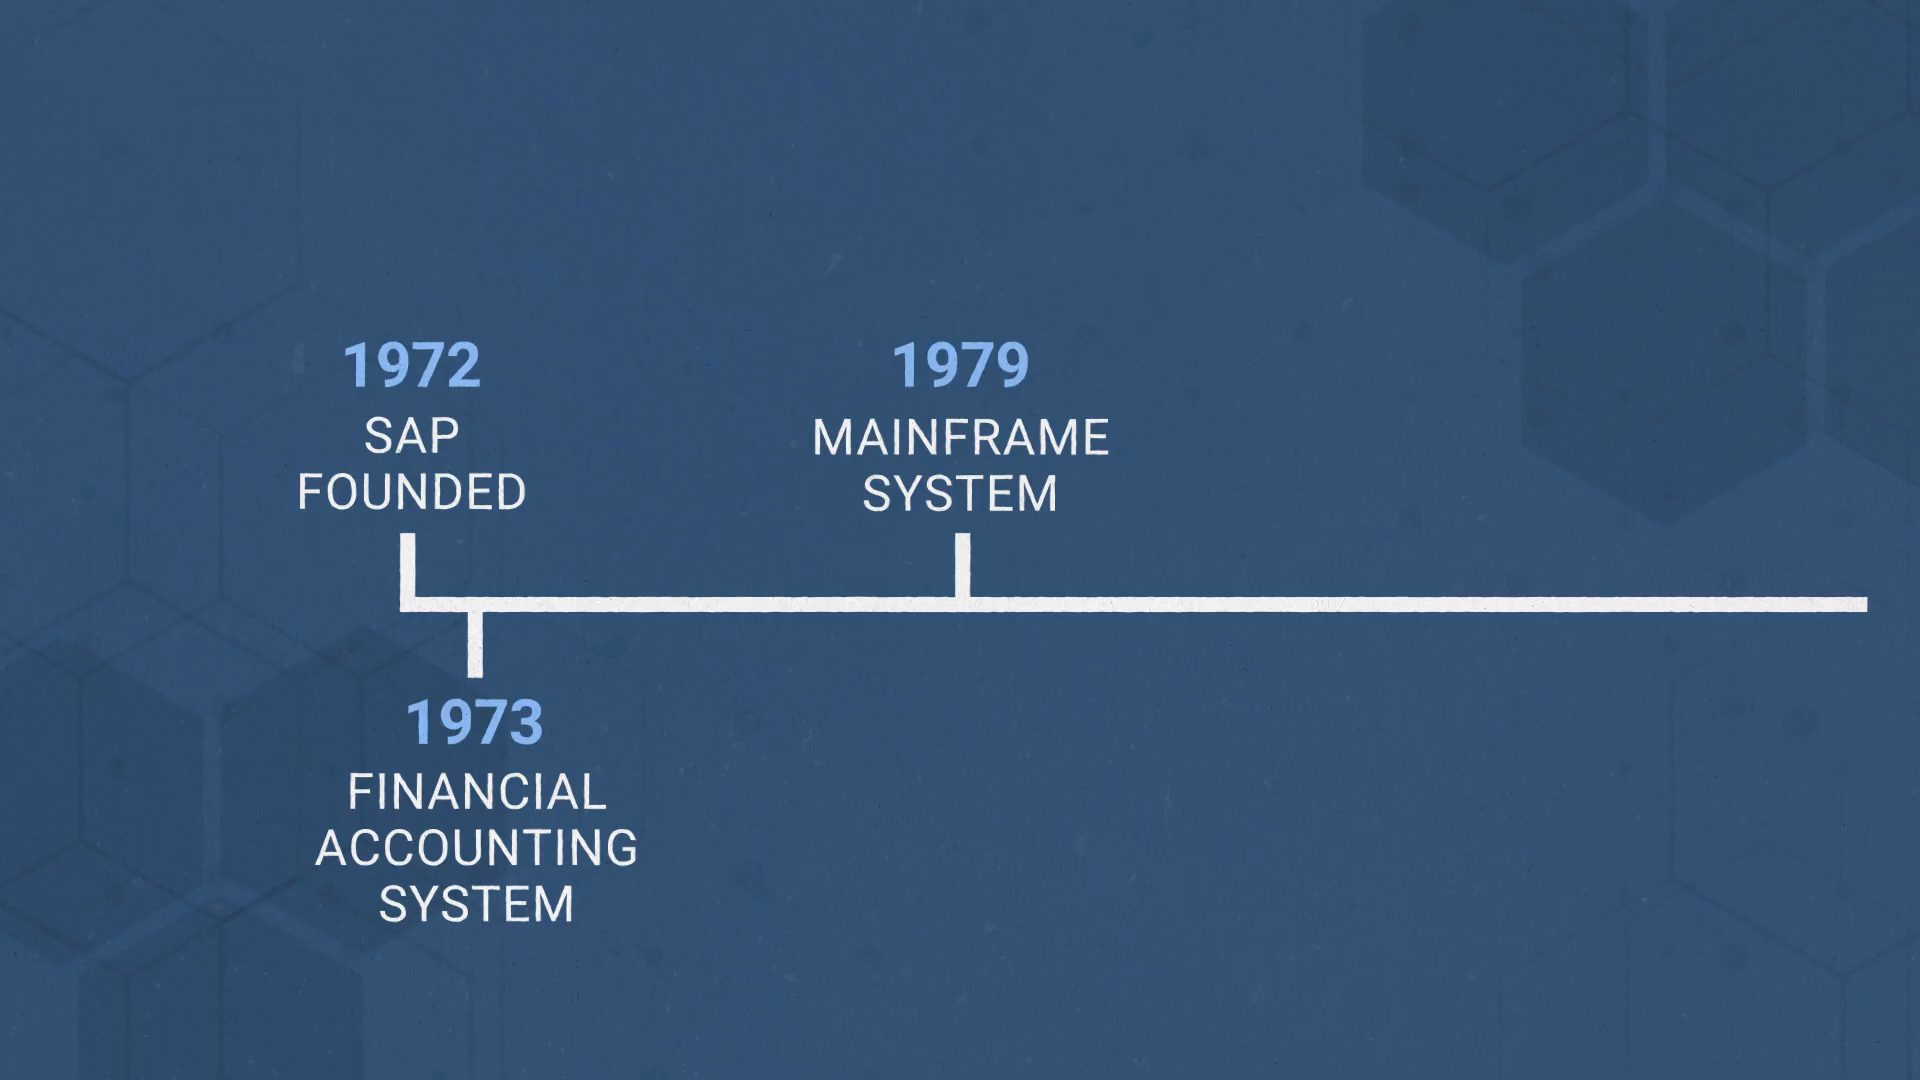 1972
SAP
FOUNDED
1979
MAINFRAME
SYSTEM
1973
FINANCIAL
ACCOUNTING
SYSTEM